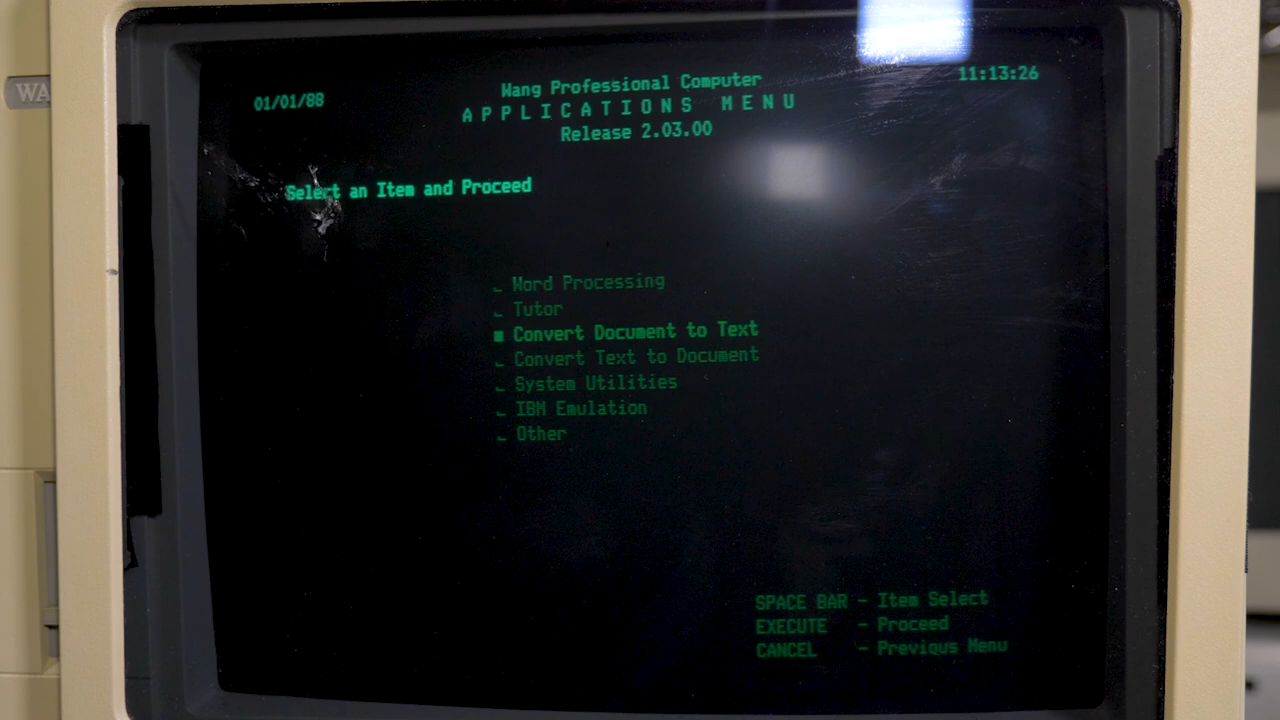 WA
Wang Professional Computer
01/01/88 11:13:26
APPLICATIONS MENU
Release 2.03.00
Select an Item and Proceed
Word Processing
Tutor
Convert Document to Text
Convert Text to Document
System Utilities
IBM Emulation
Other
SPACE BAR - Item Select
EXECUTE - Proceed
CANCEL - Previous Menu